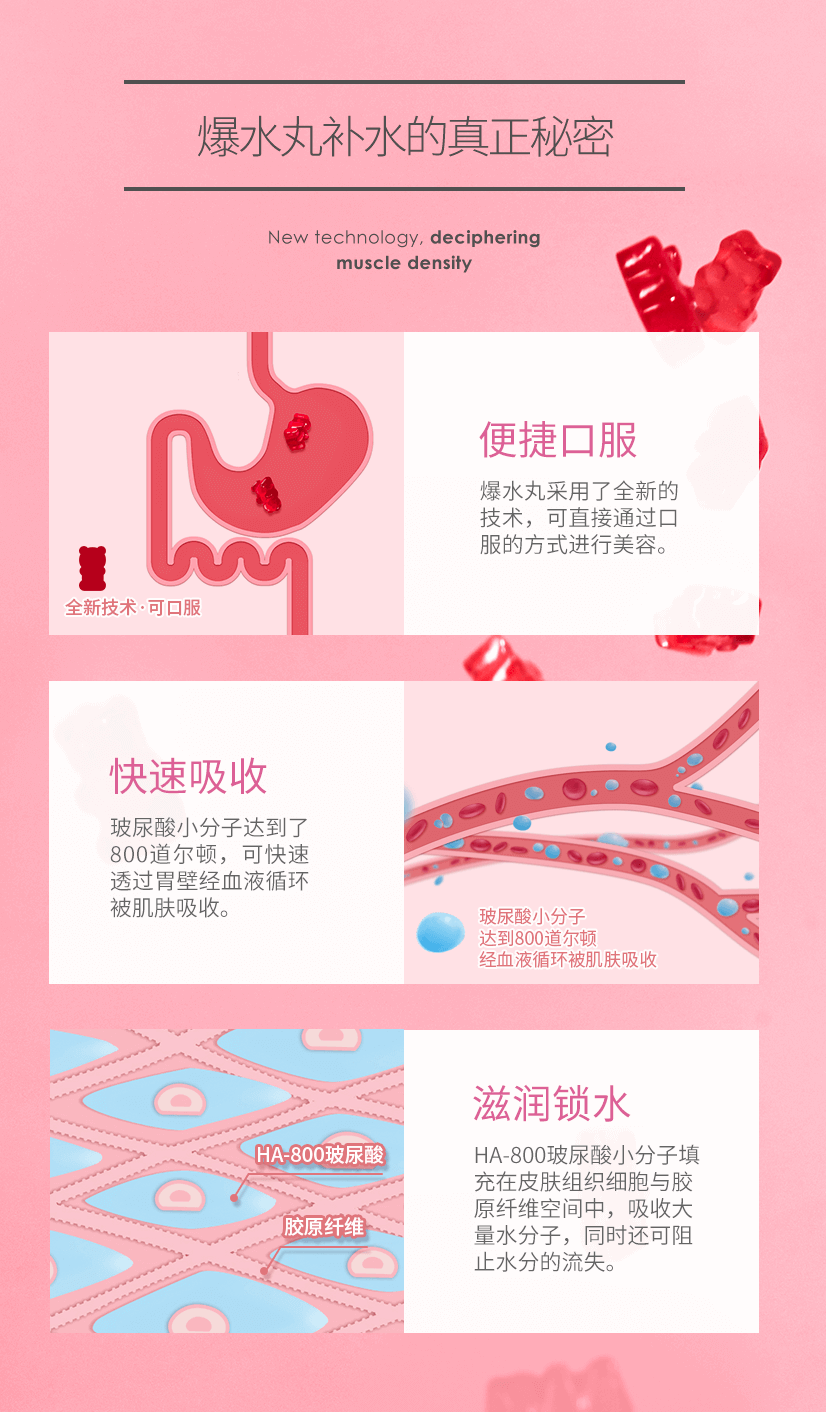 爆水丸补水的真正秘密
New technology, deciphering
muscle density
便捷口服
爆水丸采用了全新的
技术，可直接通过口
服的方式进行美容。
全新技术·可口服
快速吸收
玻尿酸小分子达到了
800道尔顿，可快速
透过胃壁经血液循环
被肌肤吸收。
玻尿酸小分子
达到800道尔顿
经血液循环被肌肤吸收
HA-800玻尿酸
胶原纤维
滋润锁水
HA-800玻尿酸小分子填
充在皮肤组织细胞与胶
原纤维空间中，吸收大
量水分子，同时还可阻
止水分的流失。